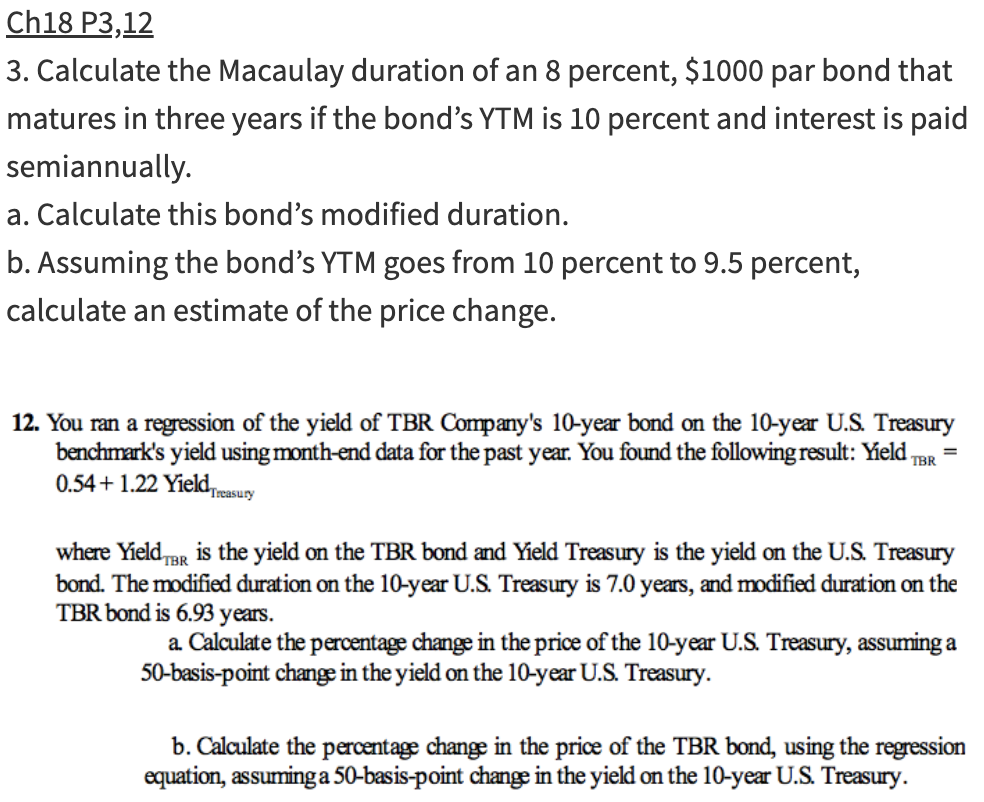 Ch18 P3,12
3. Calculate the Macaulay duration of an 8 percent, $1000 par bond that
matures in three years if the bond’s YTM is 10 percent and interest is paid
semiannually.
a. Calculate this bond’s modified duration.
b. Assuming the bond’s YTM goes from 10 percent to 9.5 percent,
calculate an estimate of the price change.
12. You ran a regression of the yield of TBR Company's 10-year bond on the 10-year U.S. Treasury
benchmark's yield using month-end data for the past year. You found the following result: Yield TBR =
0.54 + 1.22 Yield Treasury
where Yield TBR is the yield on the TBR bond and Yield Treasury is the yield on the U.S. Treasury
bond. The modified duration on the 10-year U.S. Treasury is 7.0 years, and modified duration on the
TBR bond is 6.93 years.
a. Calculate the percentage change in the price of the 10-year U.S. Treasury, assuming a
50-basis-point change in the yield on the 10-year U.S. Treasury.
b. Calculate the percentage change in the price of the TBR bond, using the regression
equation, assuming a 50-basis-point change in the yield on the 10-year U.S. Treasury.